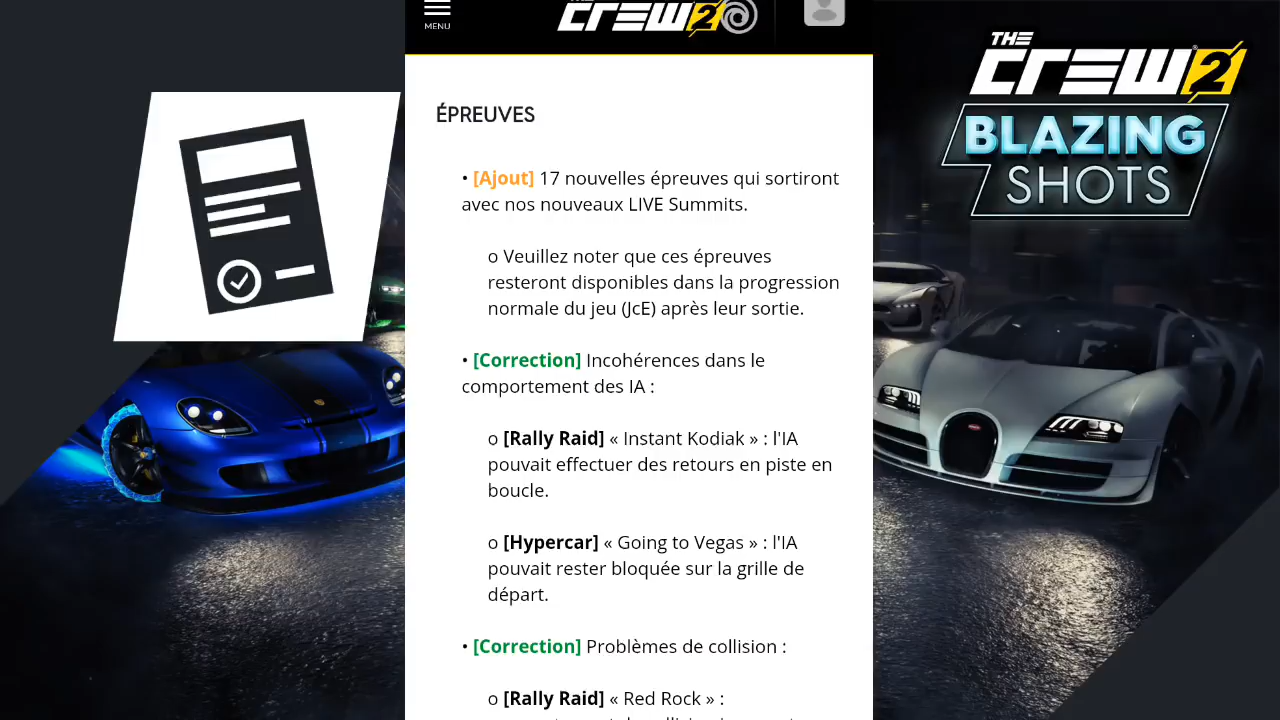 MENU
THE CREW 2
ÉPREUVES
• [Ajout] 17 nouvelles épreuves qui sortiront
avec nos nouveaux LIVE Summits.
o Veuillez noter que ces épreuves
resteront disponibles dans la progression
normale du jeu (JcE) après leur sortie.
• [Correction] Incohérences dans le
comportement des IA :
o [Rally Raid] « Instant Kodiak » : l'IA
pouvait effectuer des retours en piste en
boucle.
o [Hypercar] « Going to Vegas » : l'IA
pouvait rester bloquée sur la grille de
départ.
• [Correction] Problèmes de collision :
o [Rally Raid] « Red Rock » :
THE
CREW 2
BLAZING
SHOTS